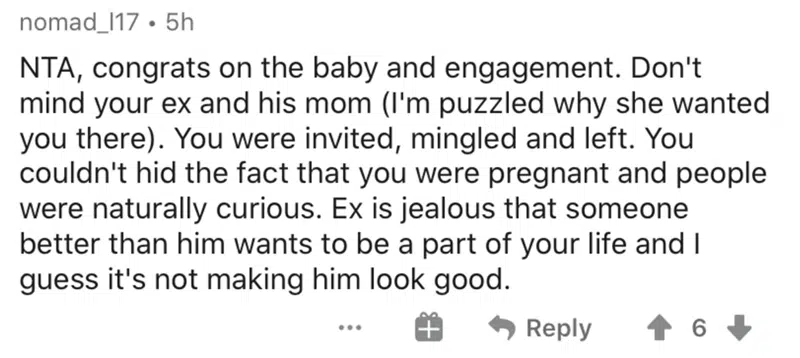 nomad_l17 • 5h
NTA, congrats on the baby and engagement. Don't
mind your ex and his mom (I'm puzzled why she wanted
you there). You were invited, mingled and left. You
couldn't hid the fact that you were pregnant and people
were naturally curious. Ex is jealous that someone
better than him wants to be a part of your life and I
guess it's not making him look good.
... Reply 6